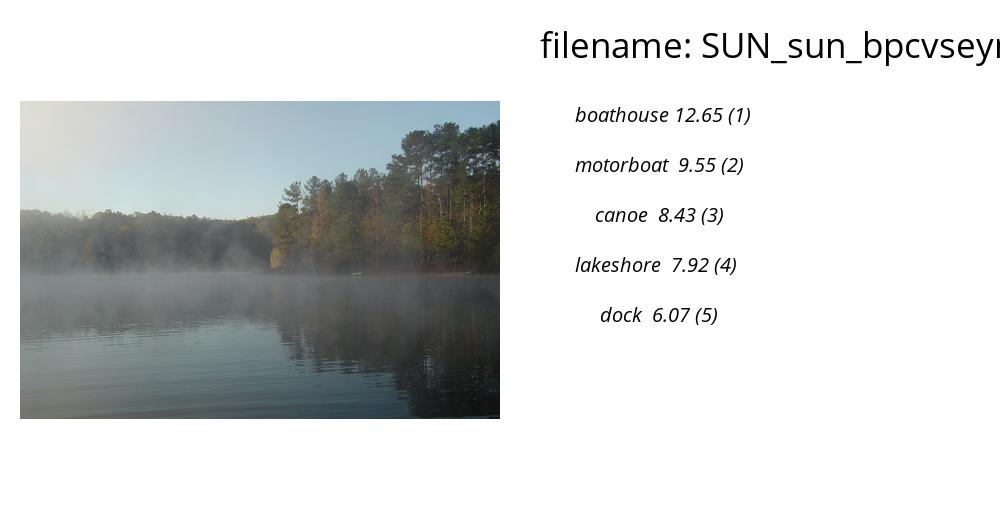 filename: SUN_sun_bpcvsey
boathouse 12.65 (1)
motorboat 9.55 (2)
canoe 8.43 (3)
lakeshore 7.92 (4)
dock 6.07 (5)